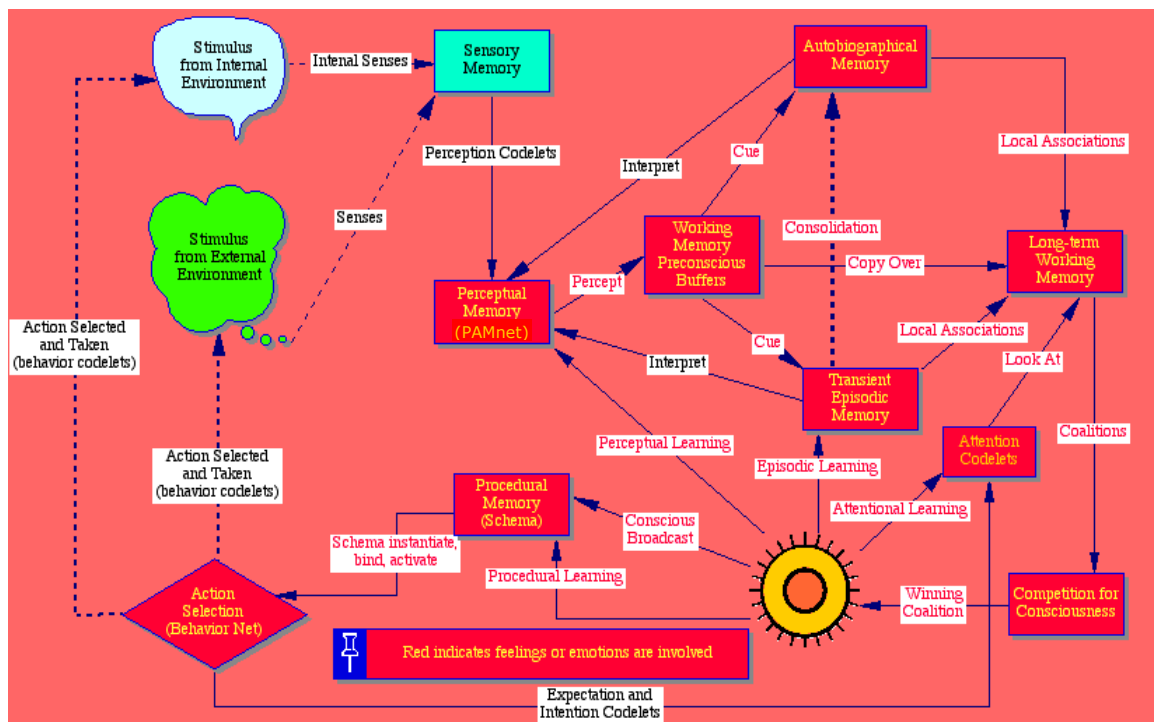 Stimulus
from Internal
Environment
Intenal Senses
Sensory
Memory
Autobiographical
Memory
Perception Codelets
Interpret
Cue
Local Associations
Stimulus
from External
Environment
Senses
Working
Memory
Preconscious
Buffers
Consolidation
Long-term
Working
Memory
Copy Over
Percept
Perceptual
Memory
(PAMnet)
Action Selected
and Taken
(behavior codelets)
Local Associations
Cue
Interpret
Look At
Transient
Episodic
Memory
Coalitions
Perceptual Learning
Attention
Codelets
Action Selected
and Taken
(behavior codelets)
Episodic Learning
Procedural
Memory
(Schema)
Attentional Learning
Conscious
Broadcast
Schema instantiate,
bind, activate
Procedural Learning
Action
Selection
(Behavior Net)
Winning
Coalition
Competition for
Consciousness
Red indicates feelings or emotions are involved
Expectation and
Intention Codelets